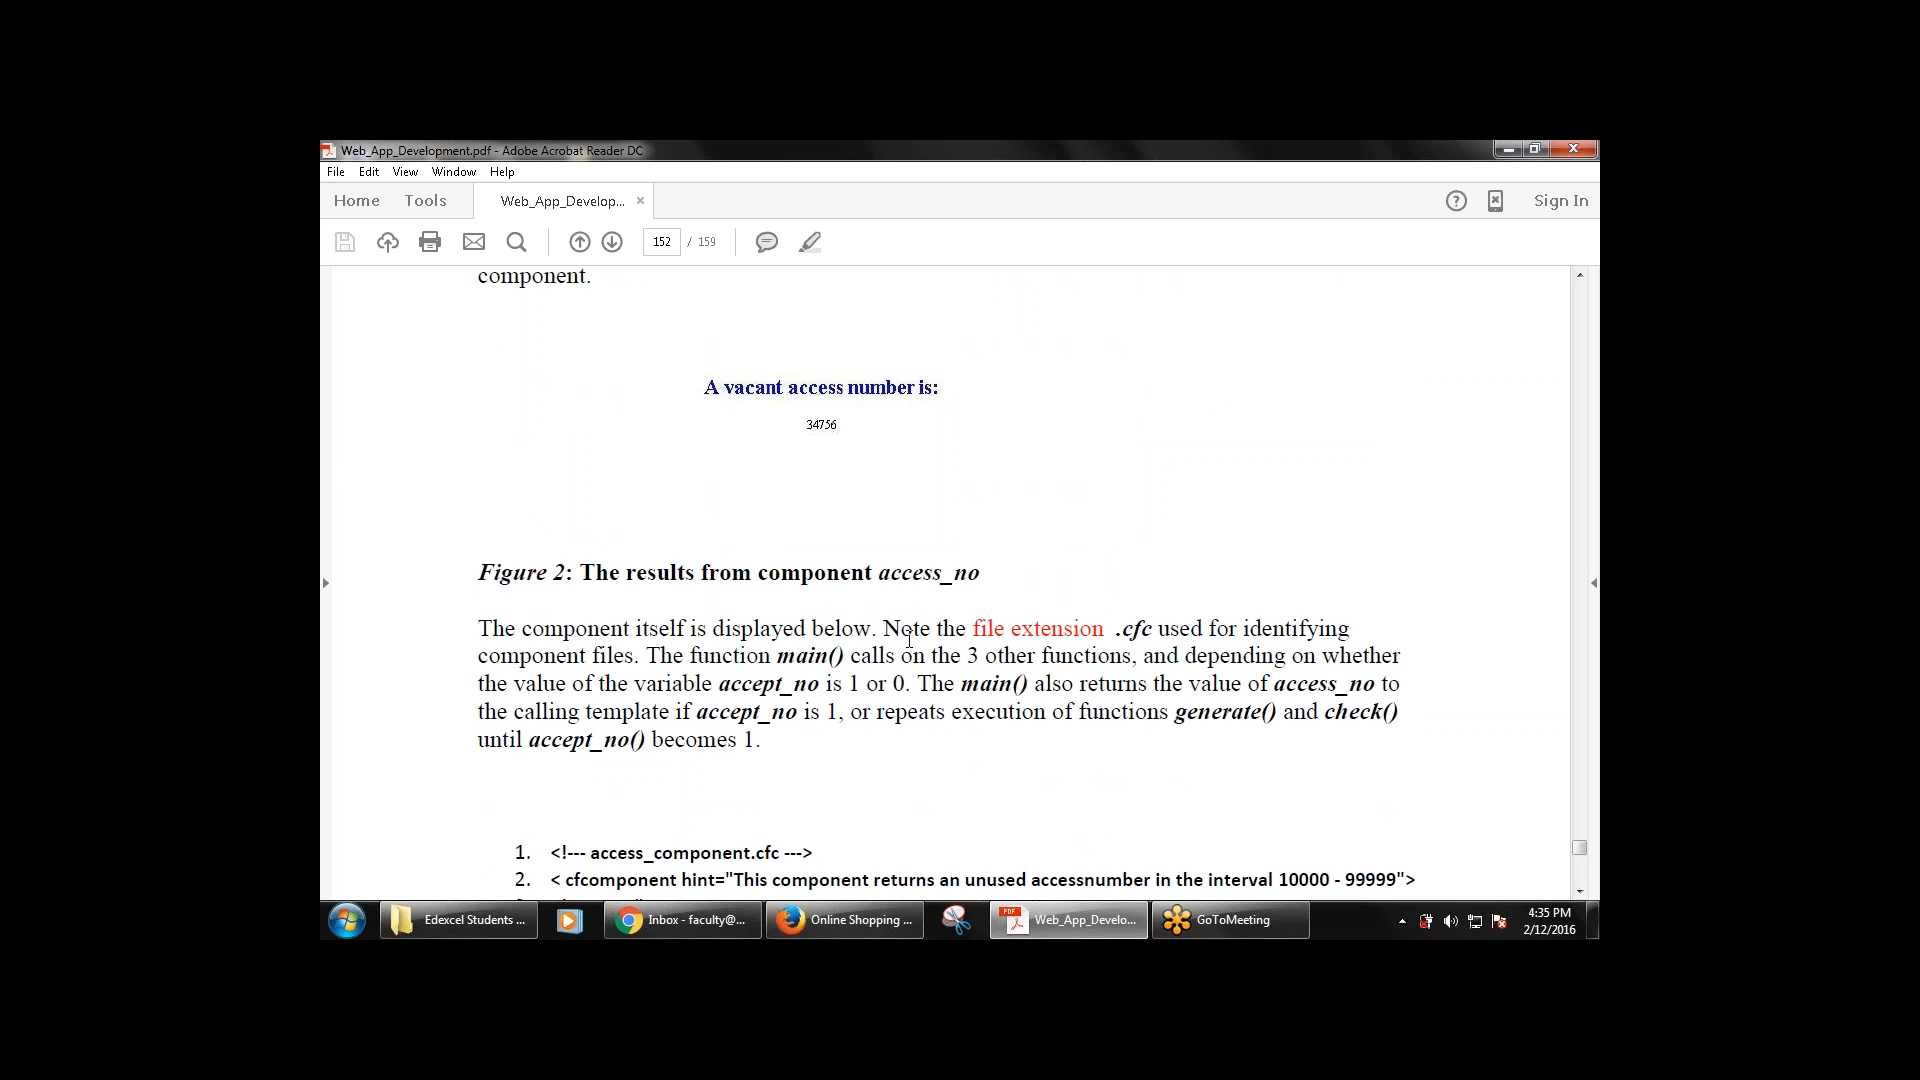 Web_App_Development.pdf - Adobe Acrobat Reader DC
File Edit View Window Help
Home Tools Web_App_Develop... × Sign In
152 / 159
component.
A vacant access number is:
34756
Figure 2: The results from component access_no
The component itself is displayed below. Note the file extension .cfc used for identifying
component files. The function main() calls on the 3 other functions, and depending on whether
the value of the variable accept_no is 1 or 0. The main() also returns the value of access_no to
the calling template if accept_no is 1, or repeats execution of functions generate() and check()
until accept_no() becomes 1.
1. <!--- access_component.cfc --->
2. < cfcomponent hint="This component returns an unused accessnumber in the interval 10000 - 99999">
Edexcel Students ... Inbox - faculty@... Online Shopping ... PDF Web_App_Develo... GoToMeeting 4:35 PM
2/12/2016